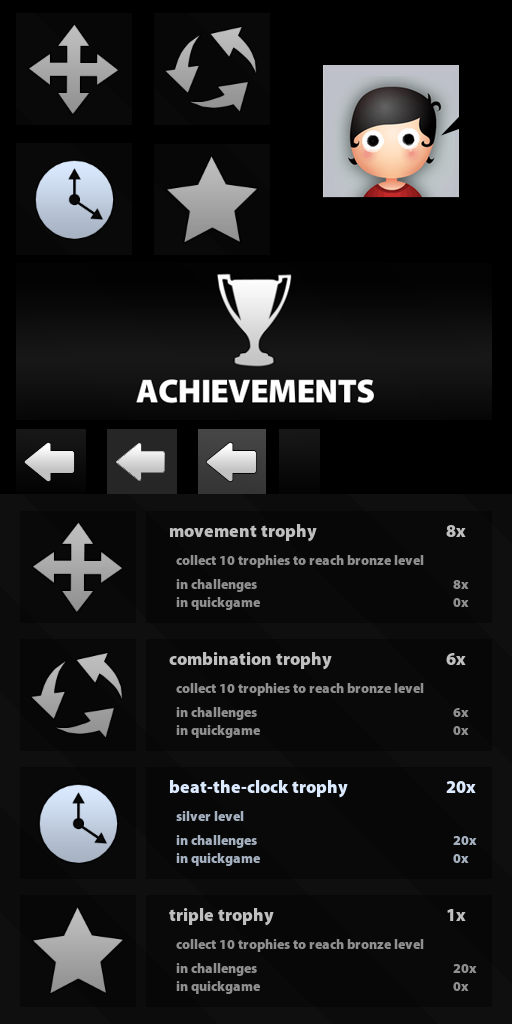 ACHIEVEMENTS
movement trophy 8x
collect 10 trophies to reach bronze level
in challenges 8x
in quickgame 0x
combination trophy 6x
collect 10 trophies to reach bronze level
in challenges 6x
in quickgame 0x
beat-the-clock trophy 20x
silver level
in challenges 20x
in quickgame 0x
triple trophy 1x
collect 10 trophies to reach bronze level
in challenges 20x
in quickgame 0x